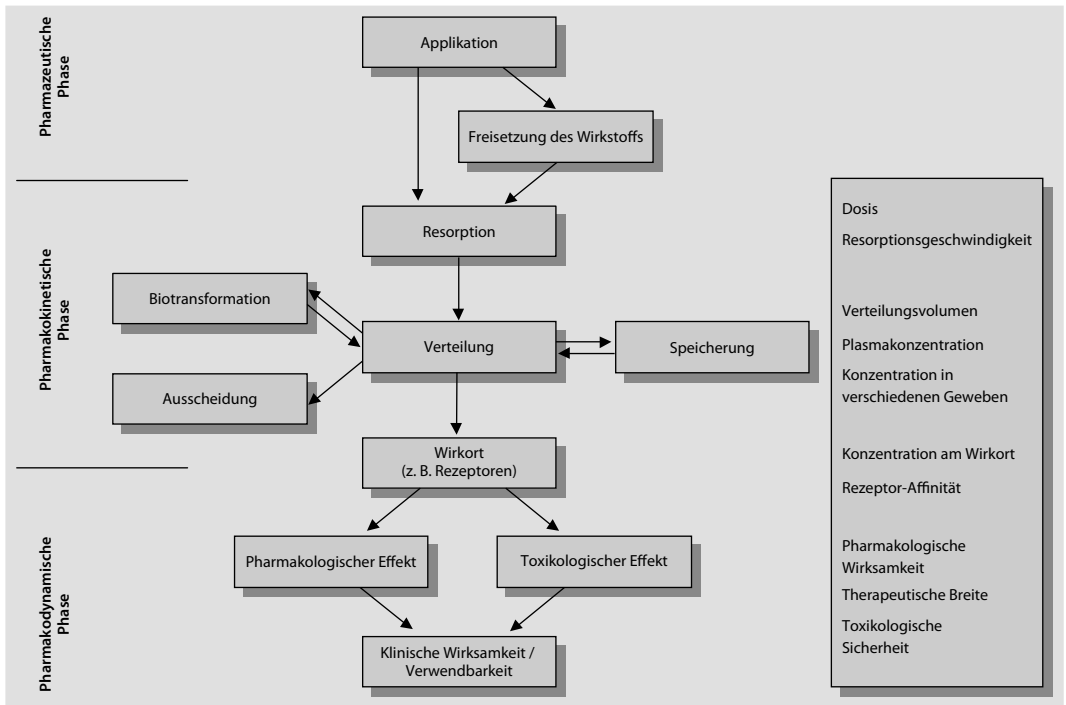 Pharmazeutische
Phase
Applikation
Freisetzung des Wirkstoffs
Pharmakokinetische
Phase
Resorption
Biotransformation
Verteilung
Speicherung
Ausscheidung
Wirkort
(z. B. Rezeptoren)
Pharmakodynamische
Phase
Pharmakologischer Effekt
Toxikologischer Effekt
Klinische Wirksamkeit /
Verwendbarkeit
Dosis
Resorptionsgeschwindigkeit
Verteilungsvolumen
Plasmakonzentration
Konzentration in
verschiedenen Geweben
Konzentration am Wirkort
Rezeptor-Affinität
Pharmakologische
Wirksamkeit
Therapeutische Breite
Toxikologische
Sicherheit